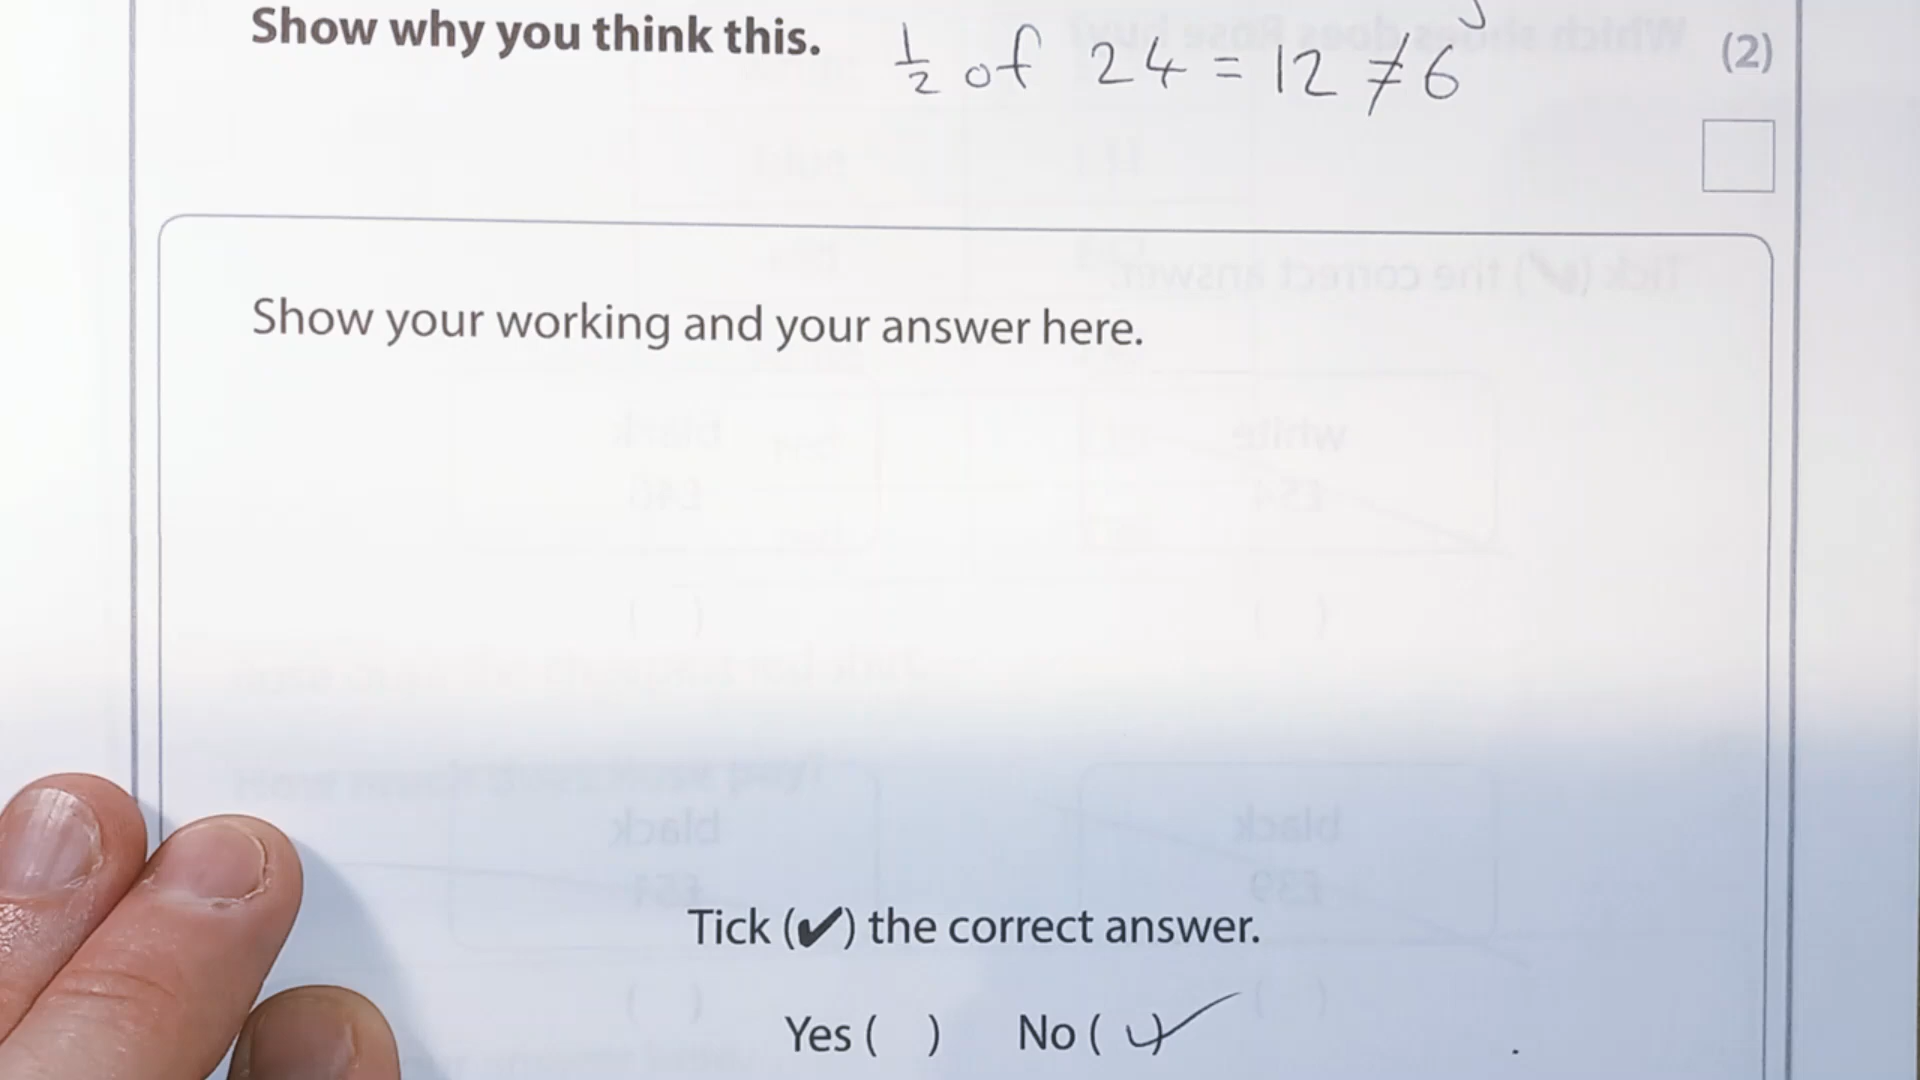 Show why you think this. ½ of 24 = 12 ≠ 6
(2)
Show your working and your answer here.
Tick (✔) the correct answer.
Yes ( ) No (✓)